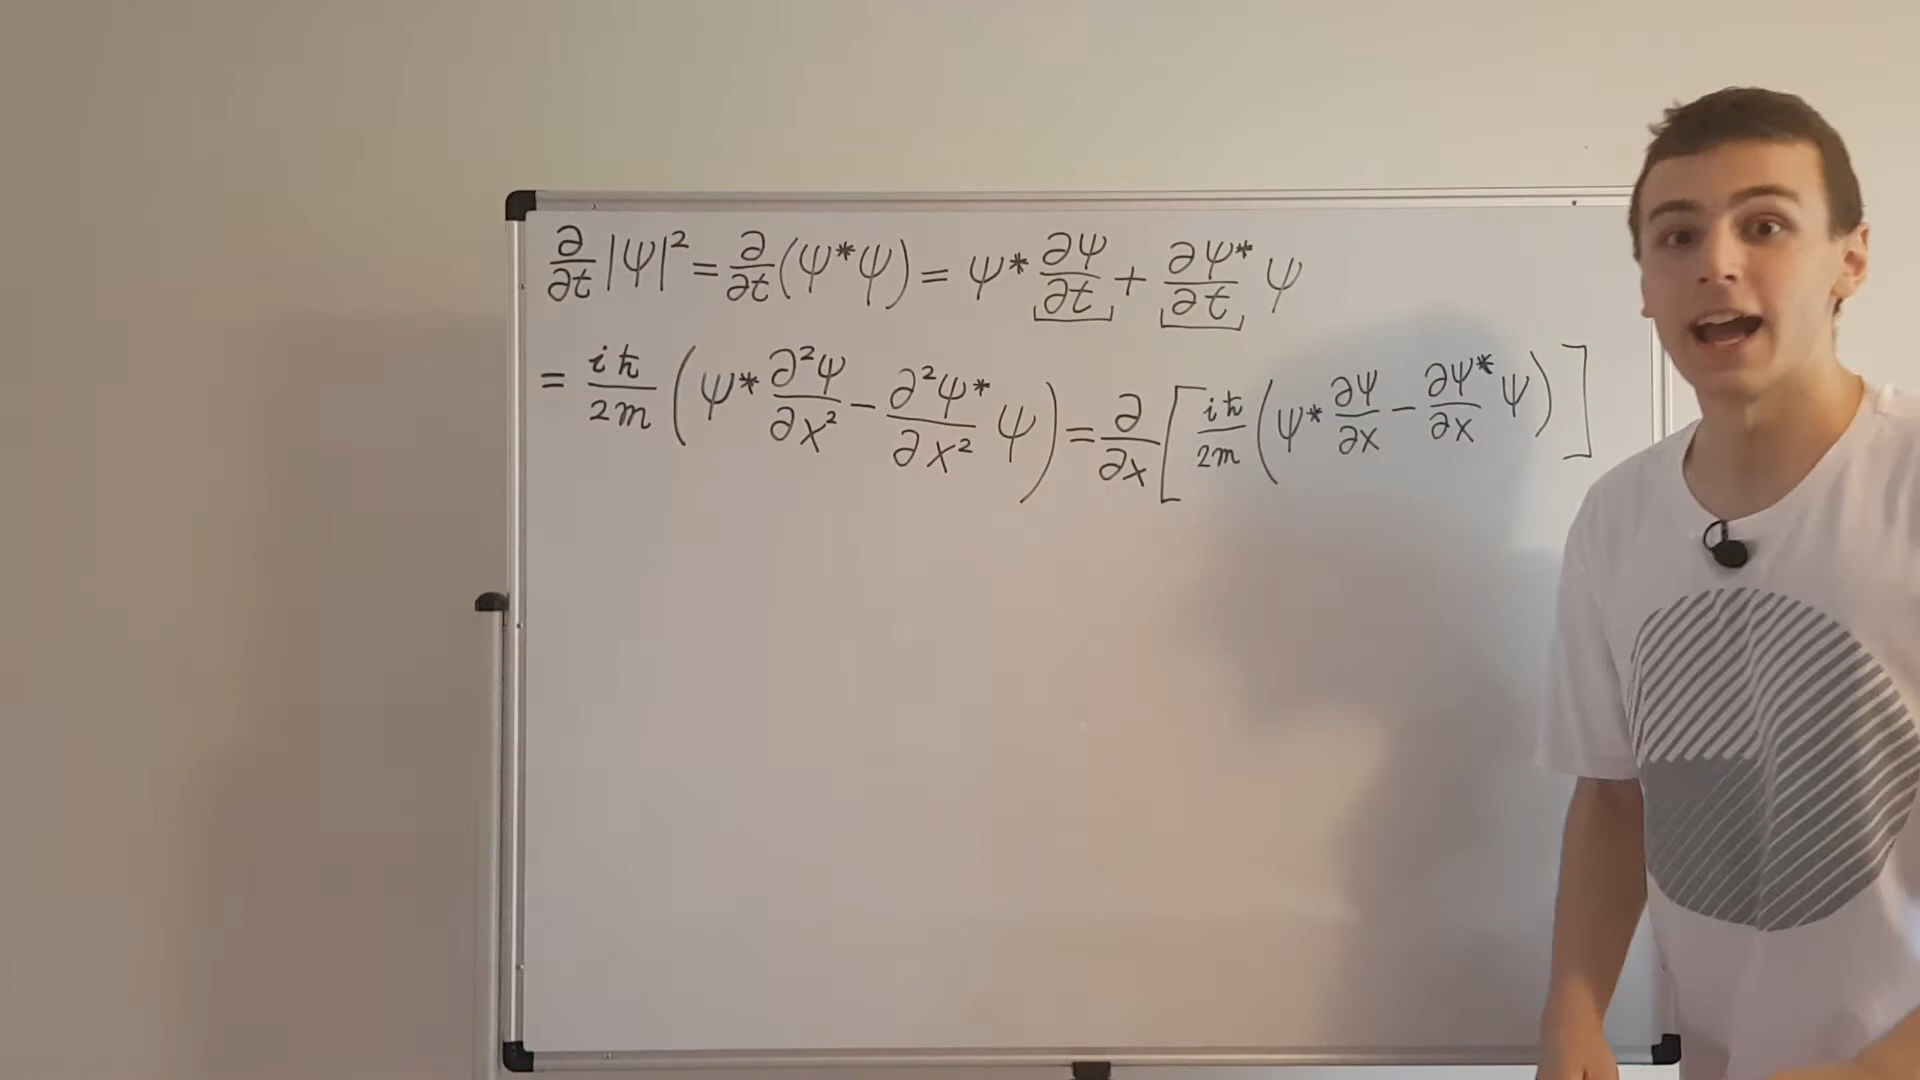 ∂/∂t |ψ|² = ∂/∂t (ψ*ψ) = ψ* ∂ψ/∂t + ∂ψ*/∂t ψ
= iħ/2m (ψ* ∂²ψ/∂x² − ∂²ψ*/∂x² ψ) = ∂/∂x [iħ/2m (ψ* ∂ψ/∂x − ∂ψ*/∂x ψ)]